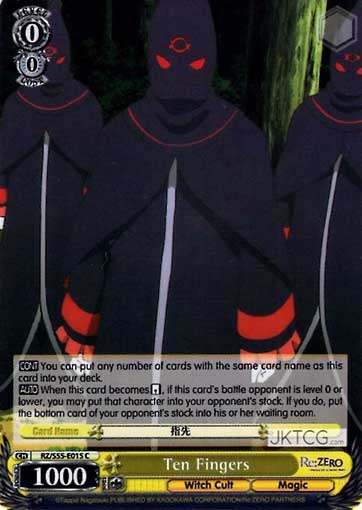 LEVEL
0
0
COST
CONT You can put any number of cards with the same card name as this
card into your deck.
AUTO When this card becomes, if this card's battle opponent is level 0 or
lower, you may put that character into your opponent's stock. If you do, put
the bottom card of your opponent's stock into his or her waiting room.
Card Name 指先
JKTCG.com
CH RZ/S55-E015 C
1000 Ten Fingers Re:ZERO
Witch Cult Magic
©Tappei Nagatsuki PUBLISHED BY KADOKAWA CORPORATION/Re:ZERO PARTNERS